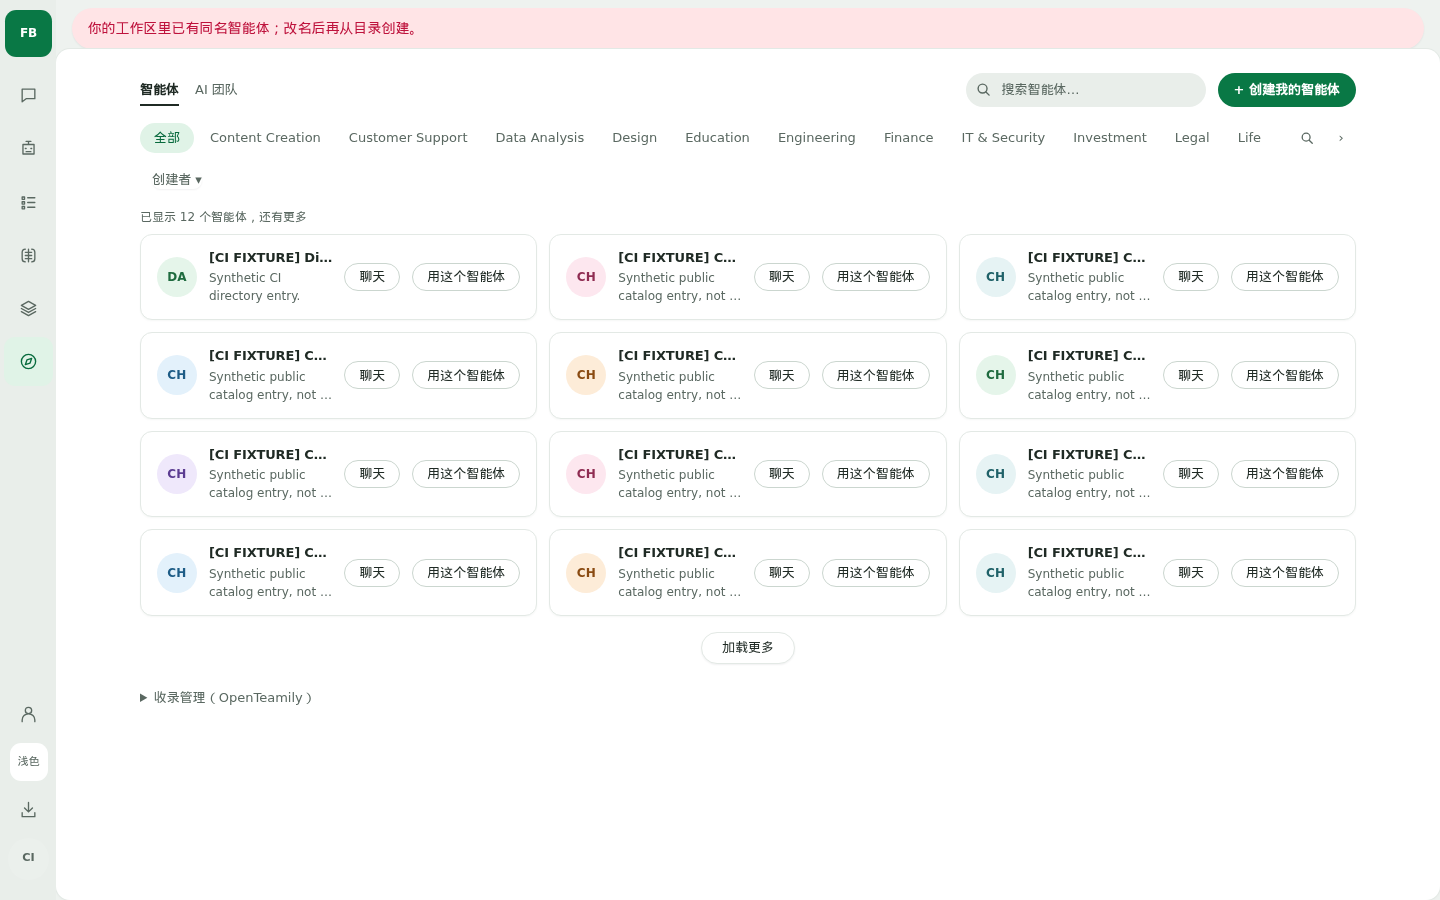 FB
你的工作区里已有同名智能体；改名后再从目录创建。
智能体 AI 团队
搜索智能体…
+ 创建我的智能体
全部 Content Creation Customer Support Data Analysis Design Education Engineering Finance IT & Security Investment Legal Life ›
创建者 ▾
已显示 12 个智能体，还有更多
DA
[CI FIXTURE] Di…
Synthetic CI
directory entry.
聊天
用这个智能体
CH
[CI FIXTURE] C…
Synthetic public
catalog entry, not …
聊天
用这个智能体
CH
[CI FIXTURE] C…
Synthetic public
catalog entry, not …
聊天
用这个智能体
CH
[CI FIXTURE] C…
Synthetic public
catalog entry, not …
聊天
用这个智能体
CH
[CI FIXTURE] C…
Synthetic public
catalog entry, not …
聊天
用这个智能体
CH
[CI FIXTURE] C…
Synthetic public
catalog entry, not …
聊天
用这个智能体
CH
[CI FIXTURE] C…
Synthetic public
catalog entry, not …
聊天
用这个智能体
CH
[CI FIXTURE] C…
Synthetic public
catalog entry, not …
聊天
用这个智能体
CH
[CI FIXTURE] C…
Synthetic public
catalog entry, not …
聊天
用这个智能体
CH
[CI FIXTURE] C…
Synthetic public
catalog entry, not …
聊天
用这个智能体
CH
[CI FIXTURE] C…
Synthetic public
catalog entry, not …
聊天
用这个智能体
CH
[CI FIXTURE] C…
Synthetic public
catalog entry, not …
聊天
用这个智能体
加载更多
▶ 收录管理（OpenTeamily）
浅色
CI